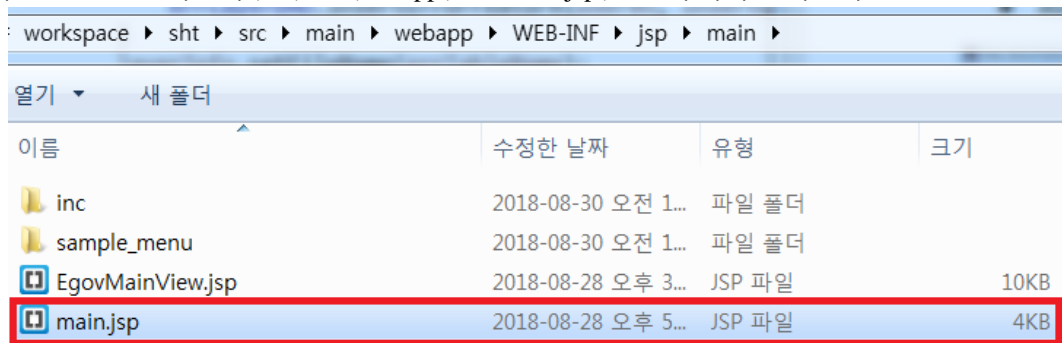 workspace ▸ sht ▸ src ▸ main ▸ webapp ▸ WEB-INF ▸ jsp ▸ main ▸
열기 ▾ 새 폴더
이름 수정한 날짜 유형 크기
inc 2018-08-30 오전 1... 파일 폴더
sample_menu 2018-08-30 오전 1... 파일 폴더
EgovMainView.jsp 2018-08-28 오후 3... JSP 파일 10KB
main.jsp 2018-08-28 오후 5... JSP 파일 4KB